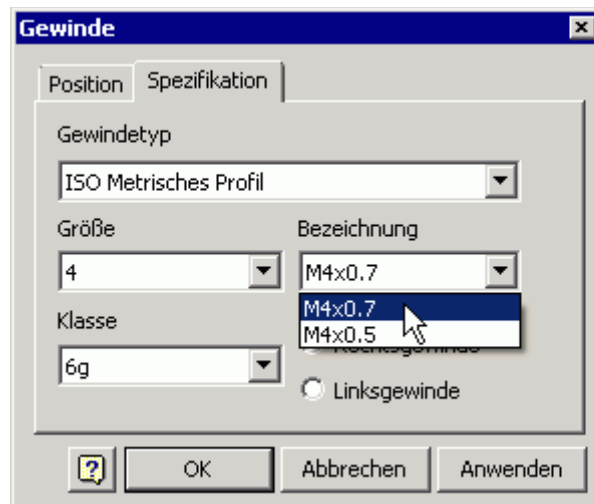 Gewinde
Position Spezifikation
Gewindetyp
ISO Metrisches Profil
Größe Bezeichnung
4 M4x0.7
M4x0.7
M4x0.5
Klasse
6g
Linksgewinde
? OK Abbrechen Anwenden